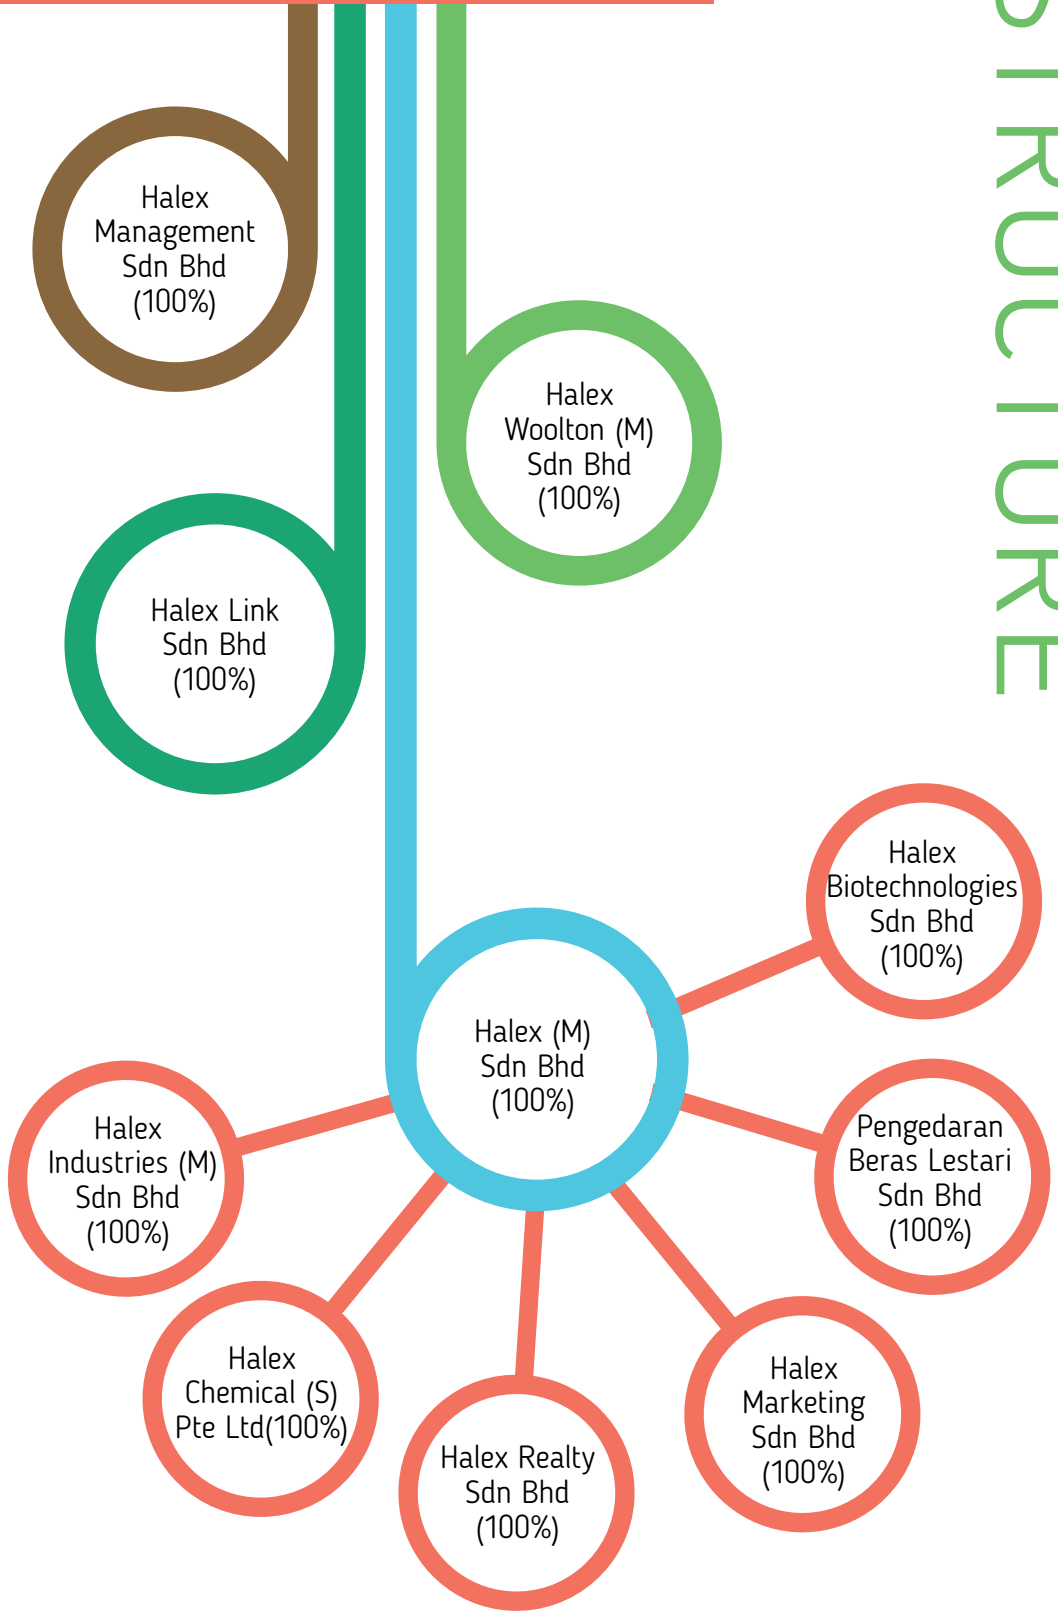 STRUCTURE
Halex
Management
Sdn Bhd
(100%)
Halex
Woolton (M)
Sdn Bhd
(100%)
Halex Link
Sdn Bhd
(100%)
Halex
Biotechnologies
Sdn Bhd
(100%)
Halex (M)
Sdn Bhd
(100%)
Halex
Industries (M)
Sdn Bhd
(100%)
Pengedaran
Beras Lestari
Sdn Bhd
(100%)
Halex
Chemical (S)
Pte Ltd(100%)
Halex
Marketing
Sdn Bhd
(100%)
Halex Realty
Sdn Bhd
(100%)